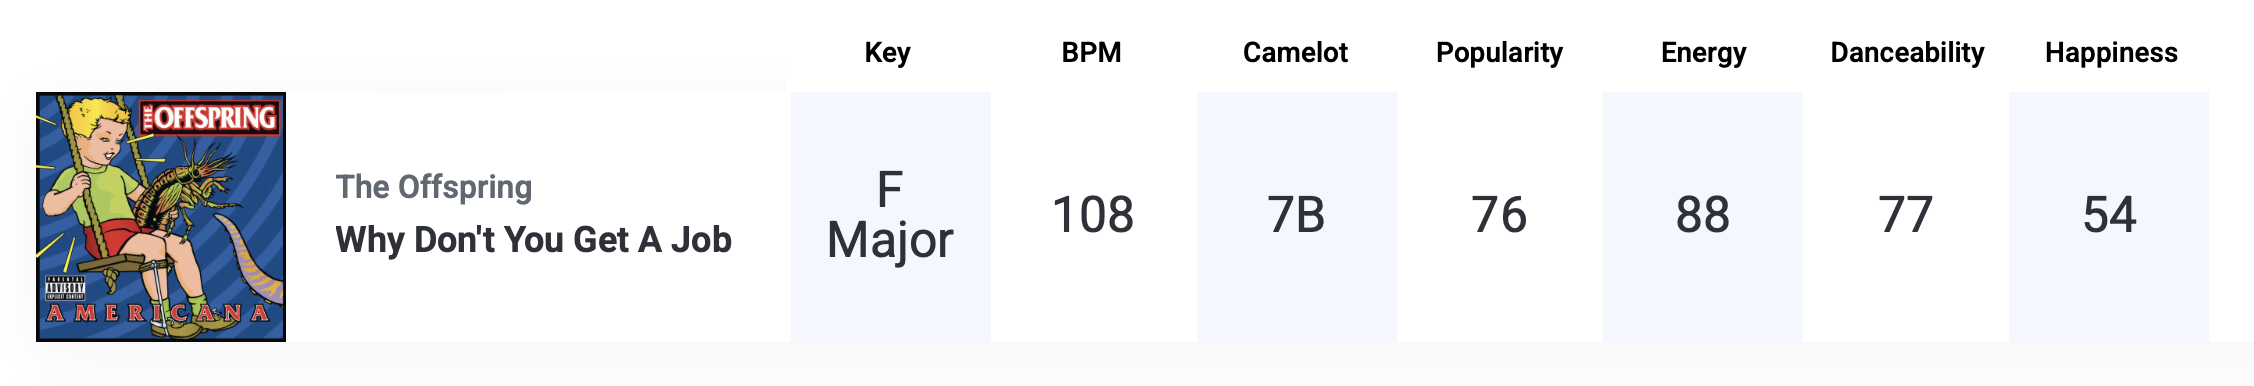 Key BPM Camelot Popularity Energy Danceability Happiness
THE OFFSPRING
PARENTAL
ADVISORY
EXPLICIT CONTENT
AMERICANA
The Offspring
Why Don't You Get A Job
F
Major
108
7B
76
88
77
54